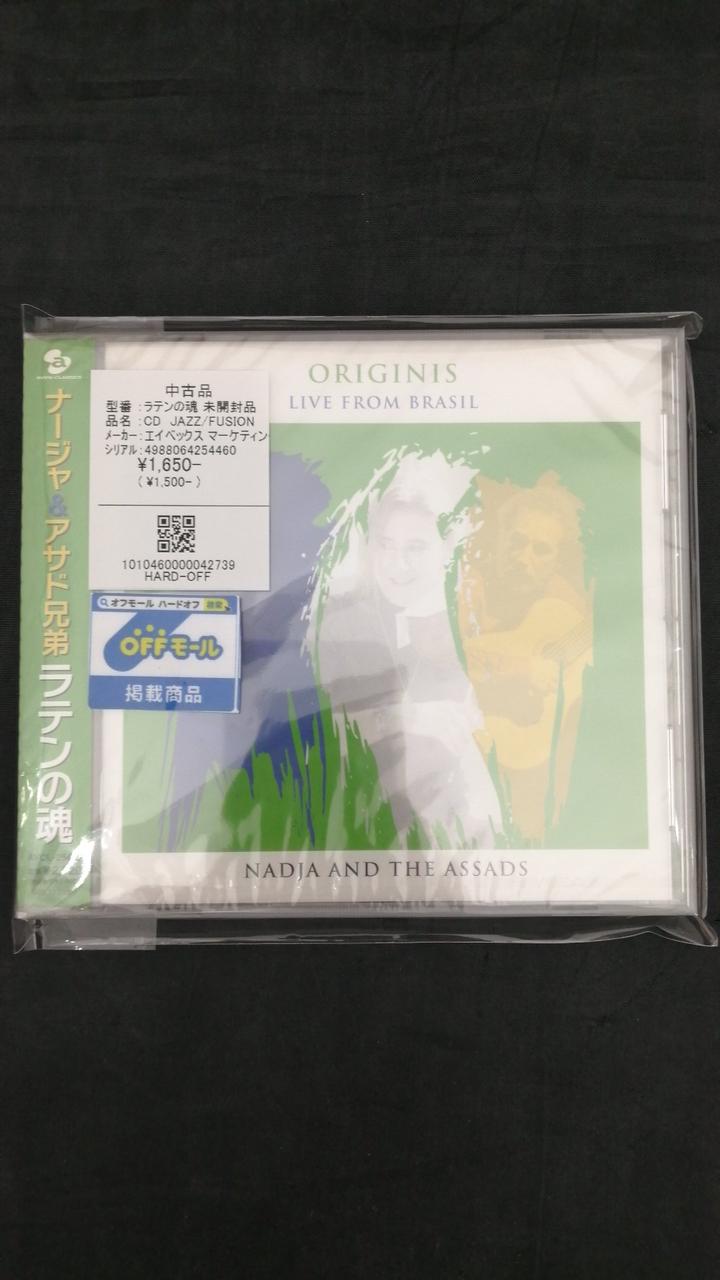 ORIGINIS
LIVE FROM BRASIL
ナージャ&アサド兄弟 ラテンの魂
中古品
型番 :ラテンの魂 未開封品
品名 :CD JAZZ/FUSION
メーカー:エイベックス マーケティン
シリアル:4988064254460
¥1,650-
(¥1,500-)
1010460000042739
HARD-OFF
オフモール ハードオフ 検索
OFFモール
掲載商品
NADJA AND THE ASSADS